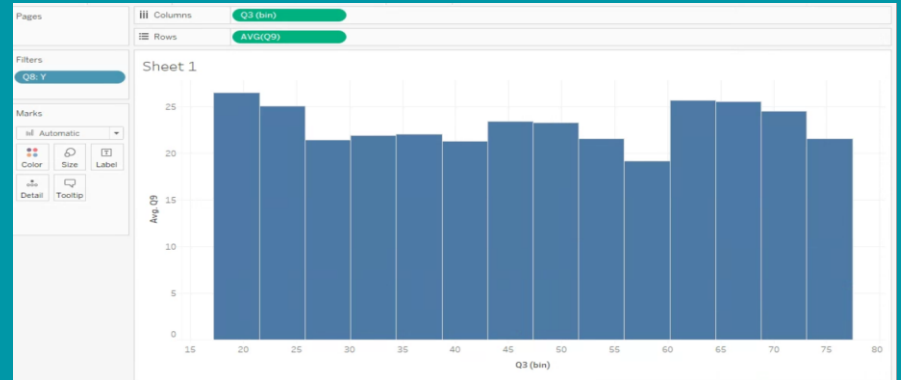 Pages
iii Columns
Q3 (bin)
Rows
AVG(Q9)
Filters
Q8: Y
Marks
Automatic
Color
Size
Label
Detail
Tooltip
Sheet 1
25
20
15
10
5
0
Avg. Q9
15 20 25 30 35 40 45 50 55 60 65 70 75 80
Q3 (bin)